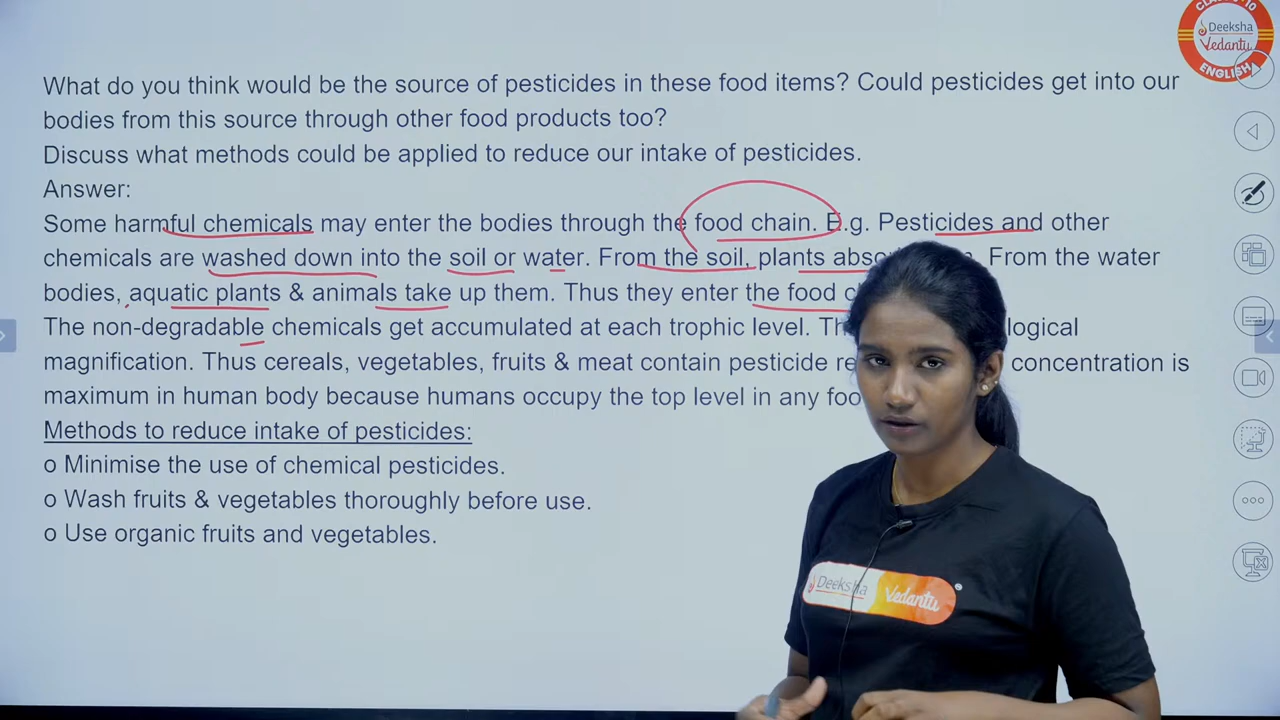 CLASS 9-10
Deeksha
Vedantu
ENGLISH
What do you think would be the source of pesticides in these food items? Could pesticides get into our
bodies from this source through other food products too?
Discuss what methods could be applied to reduce our intake of pesticides.
Answer:
Some harmful chemicals may enter the bodies through the food chain. E.g. Pesticides and other
chemicals are washed down into the soil or water. From the soil, plants From the water
bodies, aquatic plants & animals take up them. Thus they enter the food
The non-degradable chemicals get accumulated at each trophic level.
magnification. Thus cereals, vegetables, fruits & meat contain pesticide concentration is
maximum in human body because humans occupy the top level in any
Methods to reduce intake of pesticides:
o Minimise the use of chemical pesticides.
o Wash fruits & vegetables thoroughly before use.
o Use organic fruits and vegetables.
Deeksha Vedantu